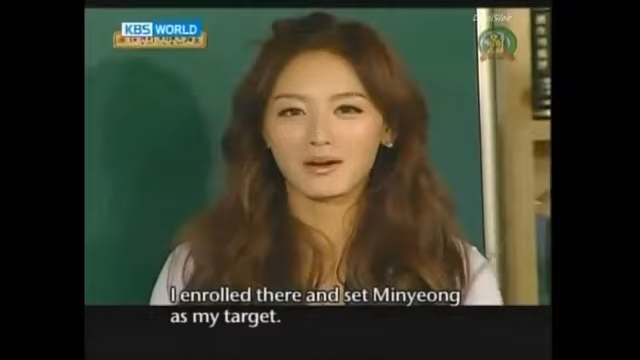 KBS WORLD
I enrolled there and set Minyeong
as my target.